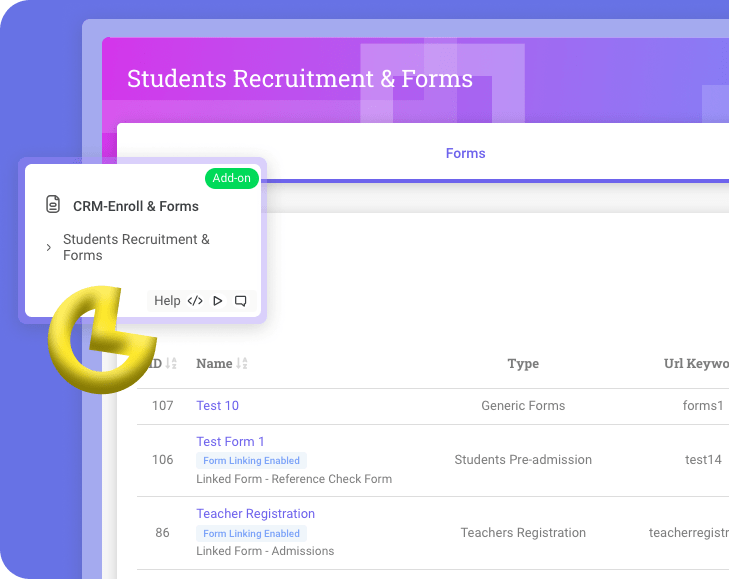 Students Recruitment & Forms
Forms
Add-on
CRM-Enroll & Forms
Students Recruitment &
Forms
Help
ID Name Type Url Keywo
107 Test 10 Generic Forms forms1
Test Form 1
106 Form Linking Enabled Students Pre-admission test14
Linked Form - Reference Check Form
Teacher Registration
86 Form Linking Enabled Teachers Registration teacherregistr
Linked Form - Admissions